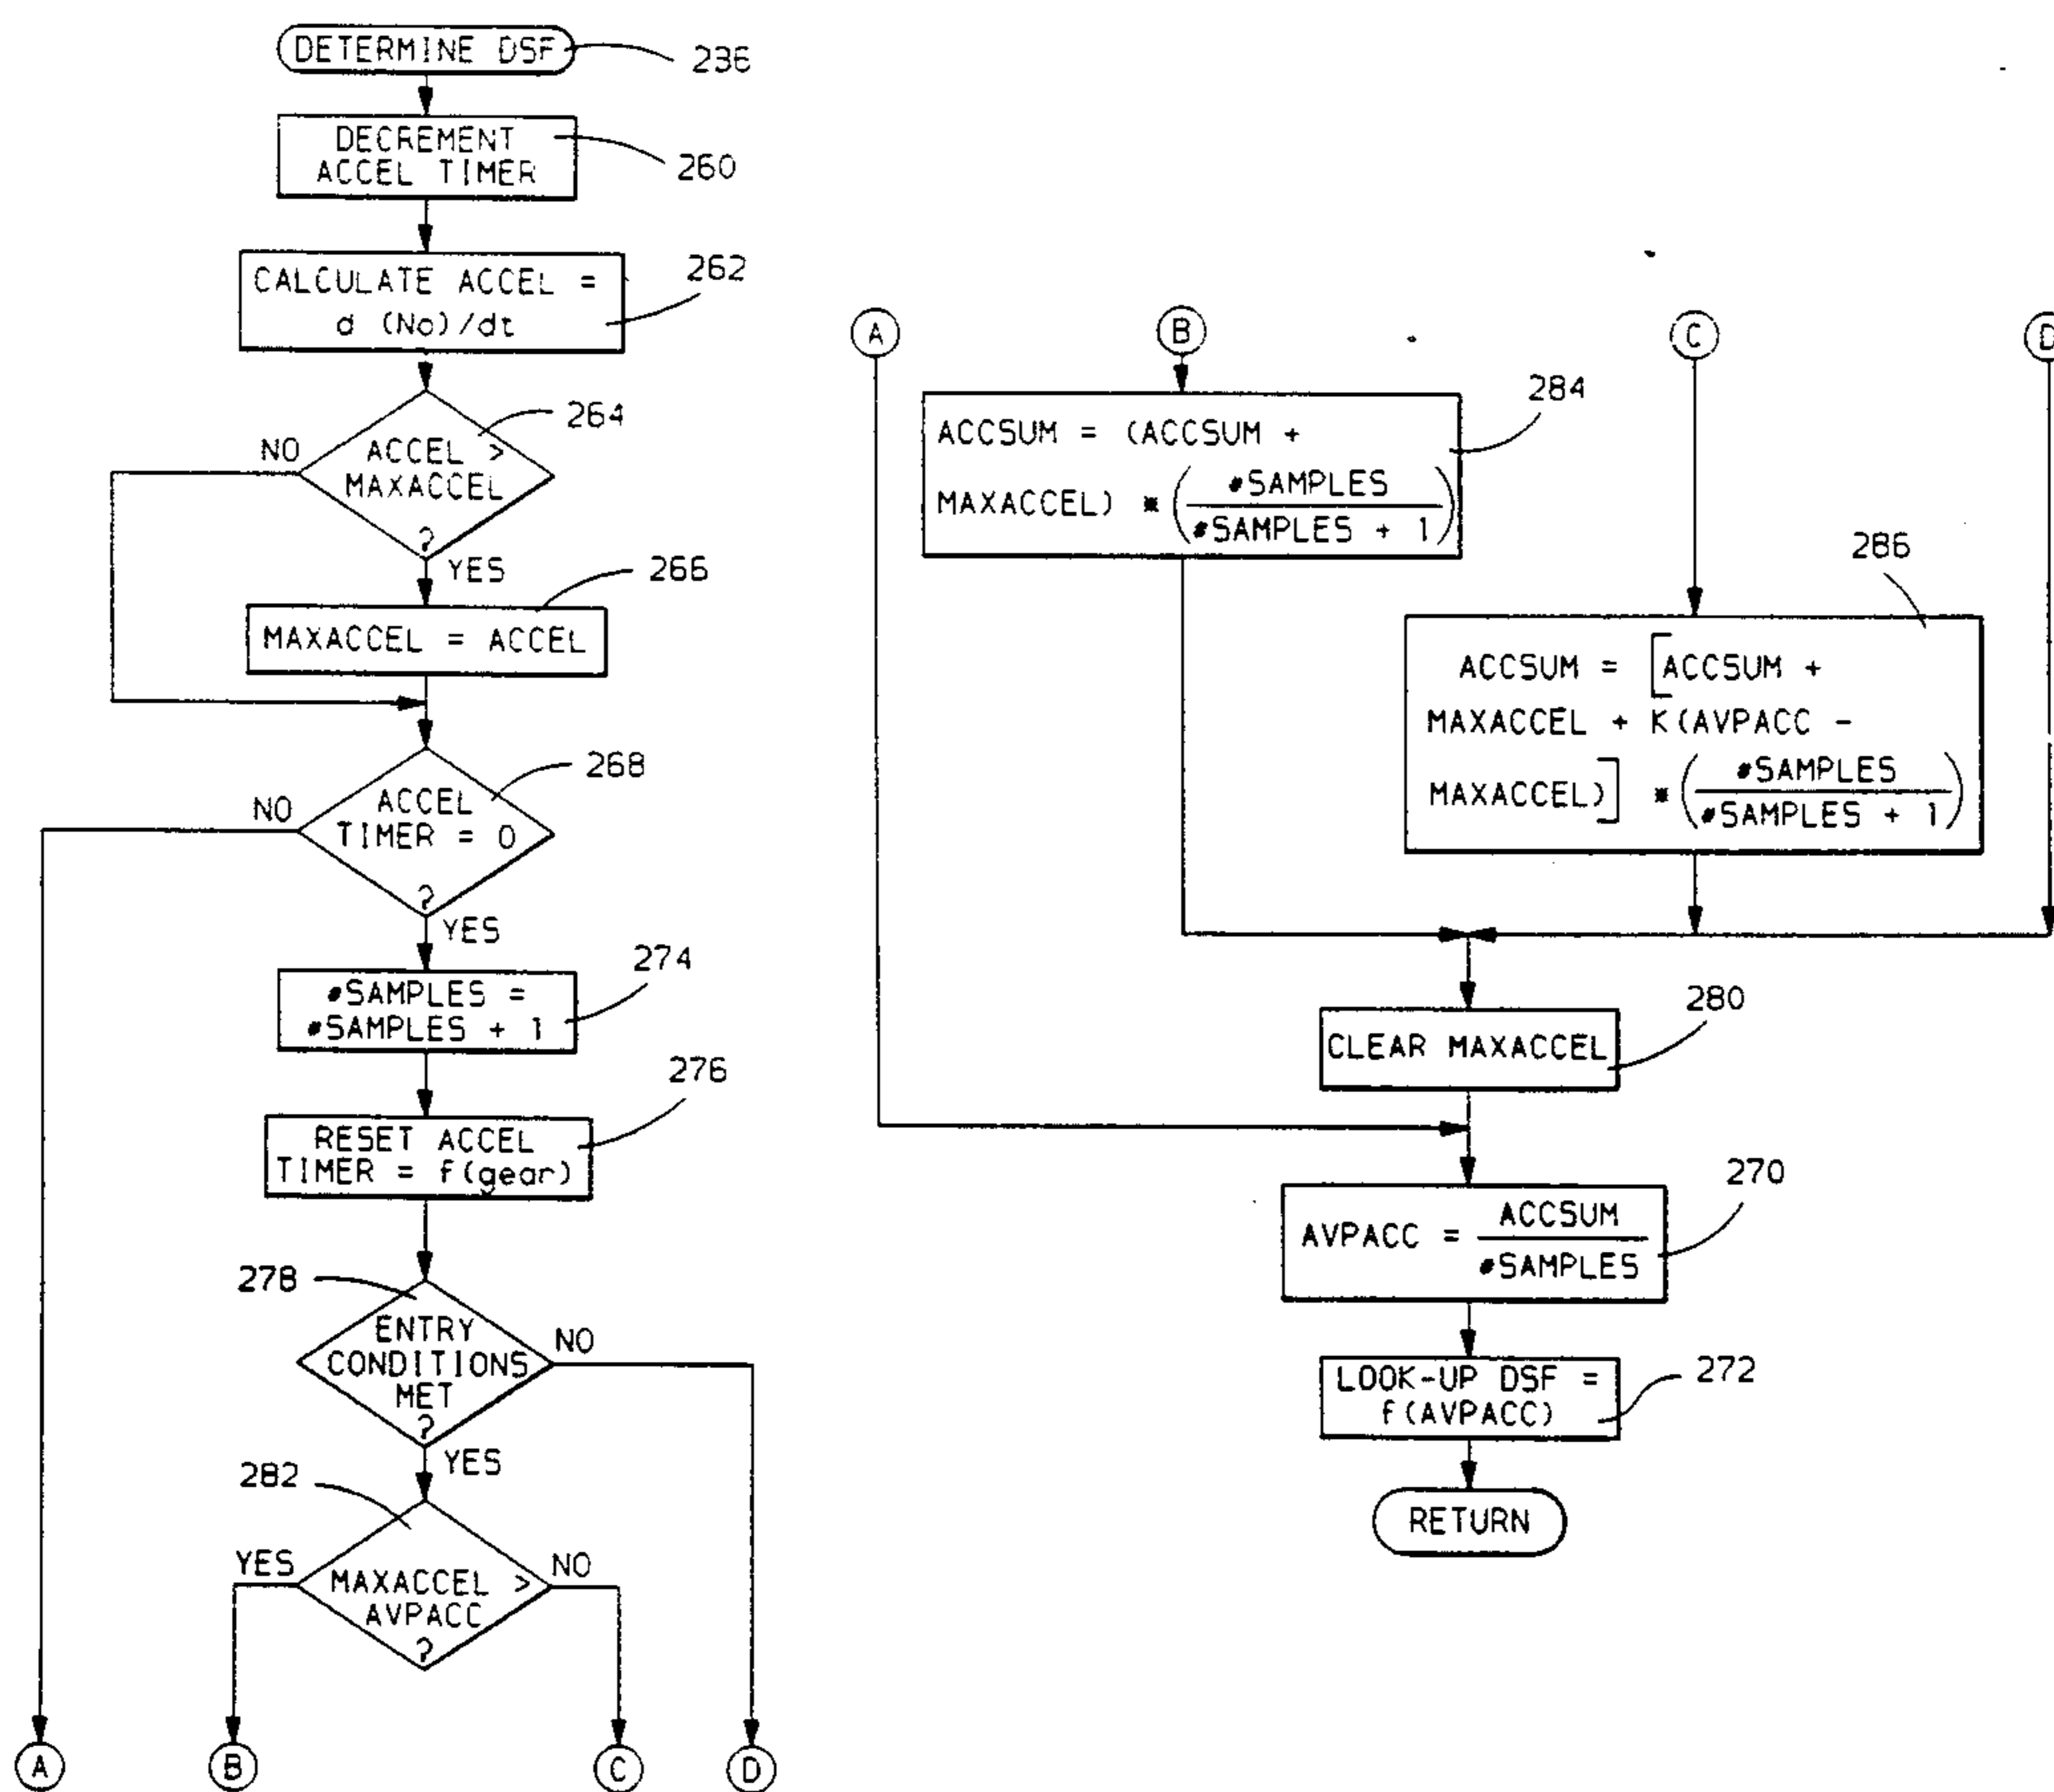 DETERMINE DSF
236
DECREMENT
ACCEL TIMER
260
CALCULATE ACCEL =
d (No)/dt
262
ACCEL >
MAXACCEL
?
264
NO
YES
MAXACCEL = ACCEL
266
ACCEL
TIMER = 0
?
268
NO
YES
#SAMPLES =
#SAMPLES + 1
274
RESET ACCEL
TIMER = f(gear)
276
278
ENTRY
CONDITIONS
MET
?
NO
YES
282
MAXACCEL >
AVPACC
?
YES
NO
A
B
C
D
A
B
C
D
ACCSUM = (ACCSUM +
MAXACCEL) * (#SAMPLES
#SAMPLES + 1)
284
ACCSUM = [ACCSUM +
MAXACCEL + K(AVPACC -
MAXACCEL)] * (#SAMPLES
#SAMPLES + 1)
286
CLEAR MAXACCEL
280
AVPACC = ACCSUM
#SAMPLES
270
LOOK-UP DSF =
f(AVPACC)
272
RETURN